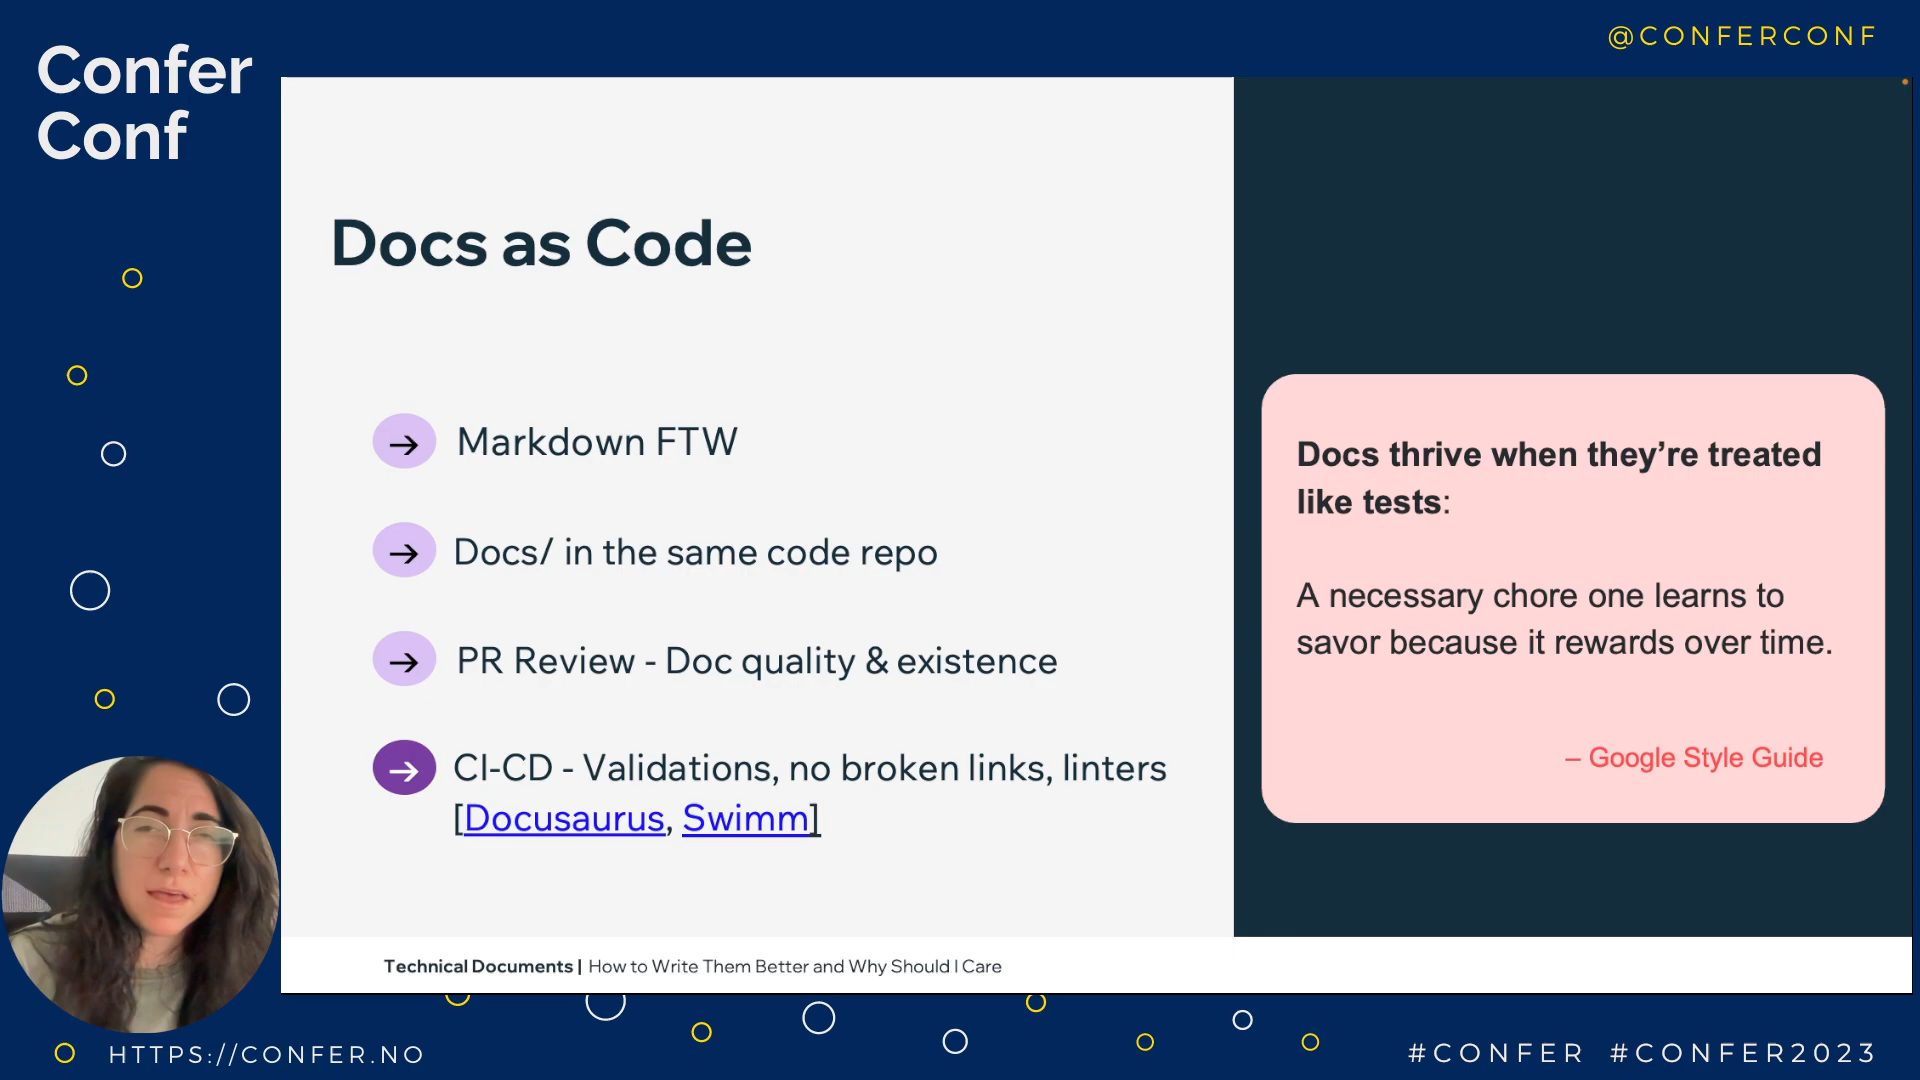 Confer
Conf
@CONFERCONF
Docs as Code
→ Markdown FTW
→ Docs/ in the same code repo
→ PR Review - Doc quality & existence
→ CI-CD - Validations, no broken links, linters
[Docusaurus, Swimm]
Docs thrive when they’re treated
like tests:
A necessary chore one learns to
savor because it rewards over time.
– Google Style Guide
Technical Documents | How to Write Them Better and Why Should I Care
HTTPS://CONFER.NO
#CONFER #CONFER2023